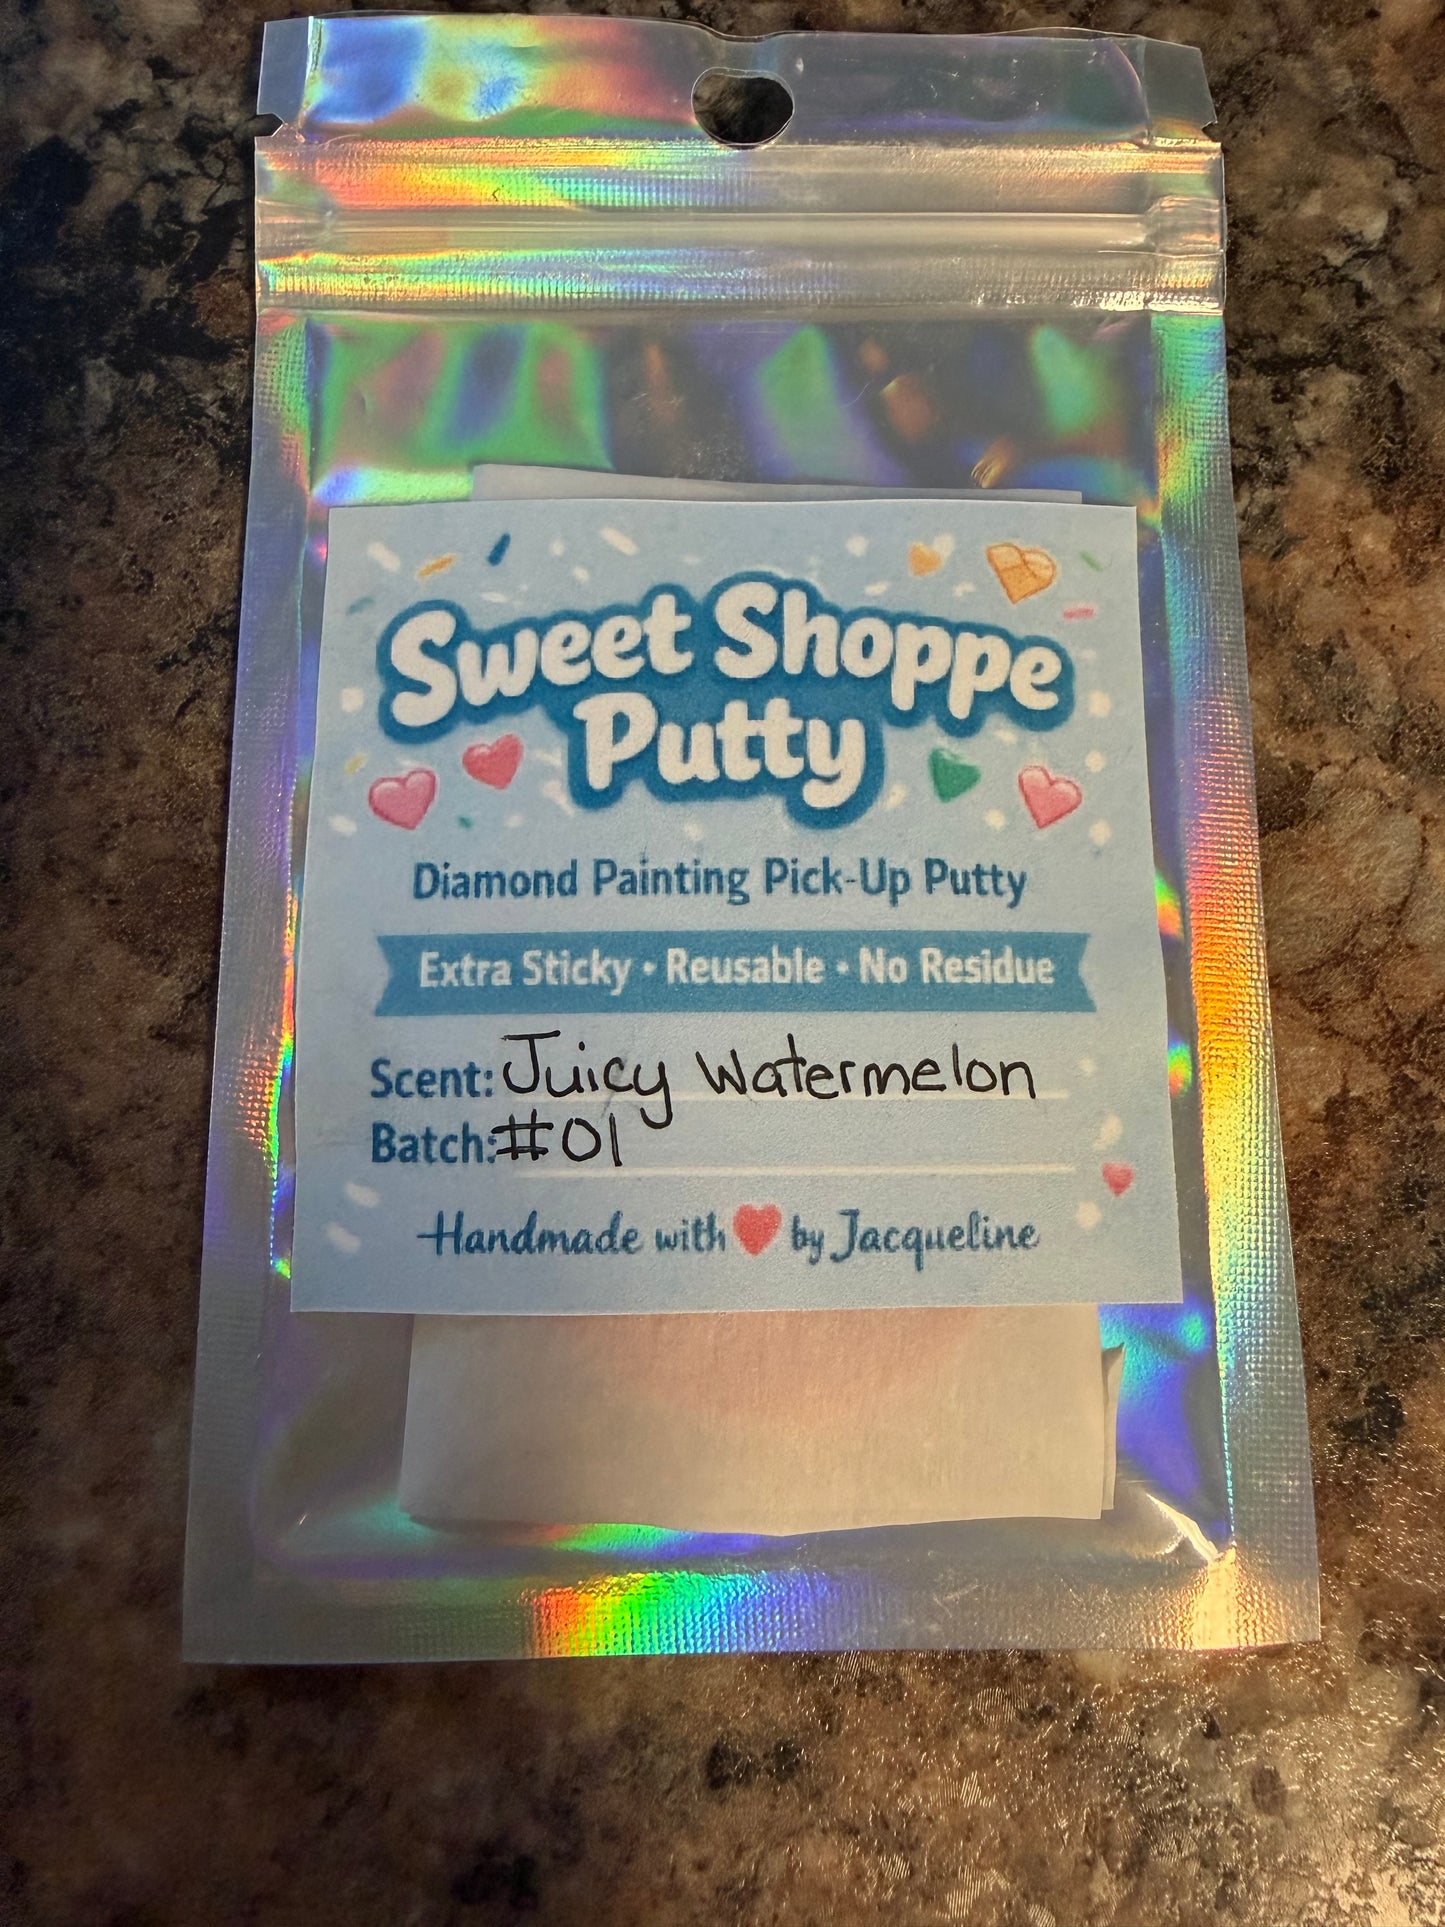 Sweet Shoppe
Putty
Diamond Painting Pick-Up Putty
Extra Sticky • Reusable • No Residue
Scent: Juicy Watermelon
Batch: #01
Handmade with ❤ by Jacqueline